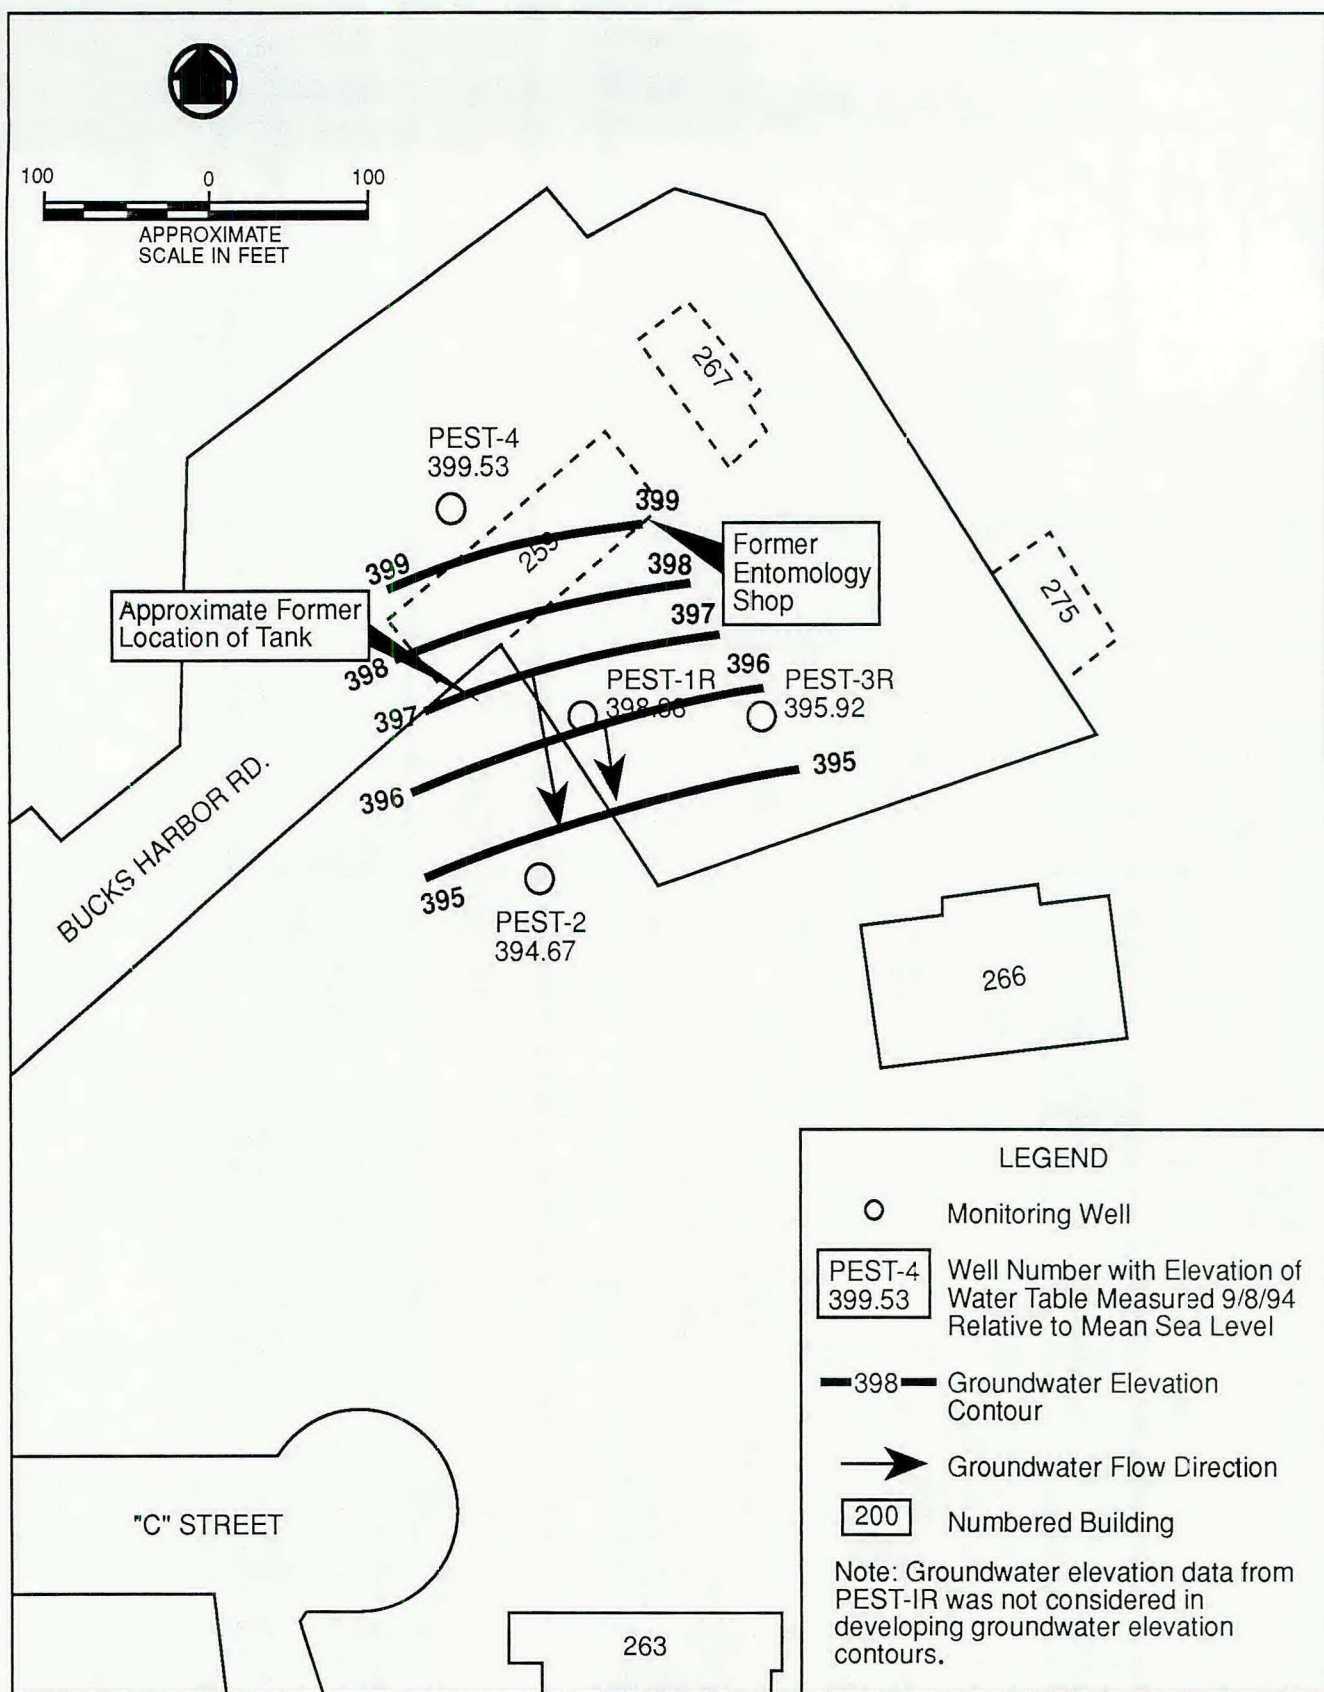 100 0 100
APPROXIMATE
SCALE IN FEET
267
PEST-4
399.53
399
399
259
Former
Entomology
Shop
398
275
Approximate Former
Location of Tank
397
398
396
PEST-1R
PEST-3R
395.92
397
BUCKS HARBOR RD.
395
396
395
PEST-2
394.67
266
LEGEND
Monitoring Well
PEST-4
399.53
Well Number with Elevation of
Water Table Measured 9/8/94
Relative to Mean Sea Level
398
Groundwater Elevation
Contour
Groundwater Flow Direction
200
Numbered Building
Note: Groundwater elevation data from
PEST-IR was not considered in
developing groundwater elevation
contours.
"C" STREET
263